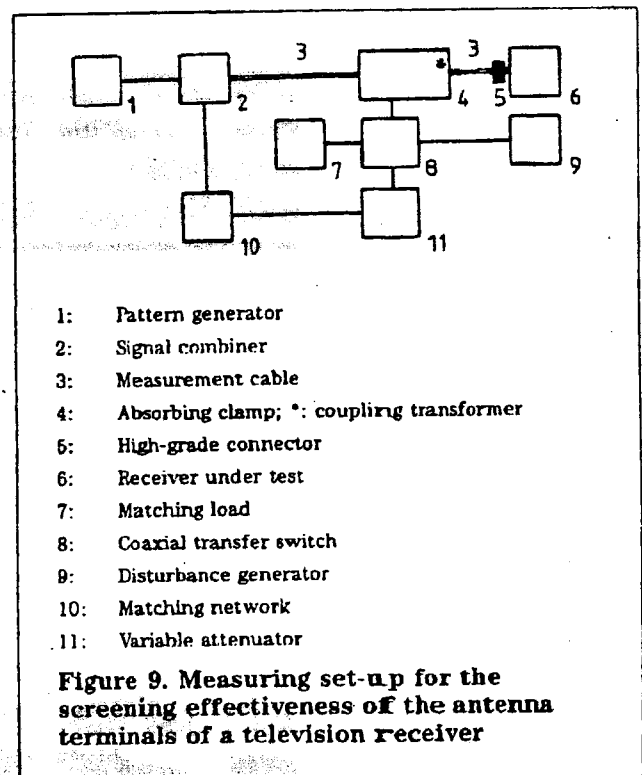 3
3
1
2
4
5
6
7
8
9
10
11
1: Pattern generator
2: Signal combiner
3: Measurement cable
4: Absorbing clamp; *: coupling transformer
5: High-grade connector
6: Receiver under test
7: Matching load
8: Coaxial transfer switch
9: Disturbance generator
10: Matching network
11: Variable attenuator
Figure 9. Measuring set-up for the
screening effectiveness of the antenna
terminals of a television receiver